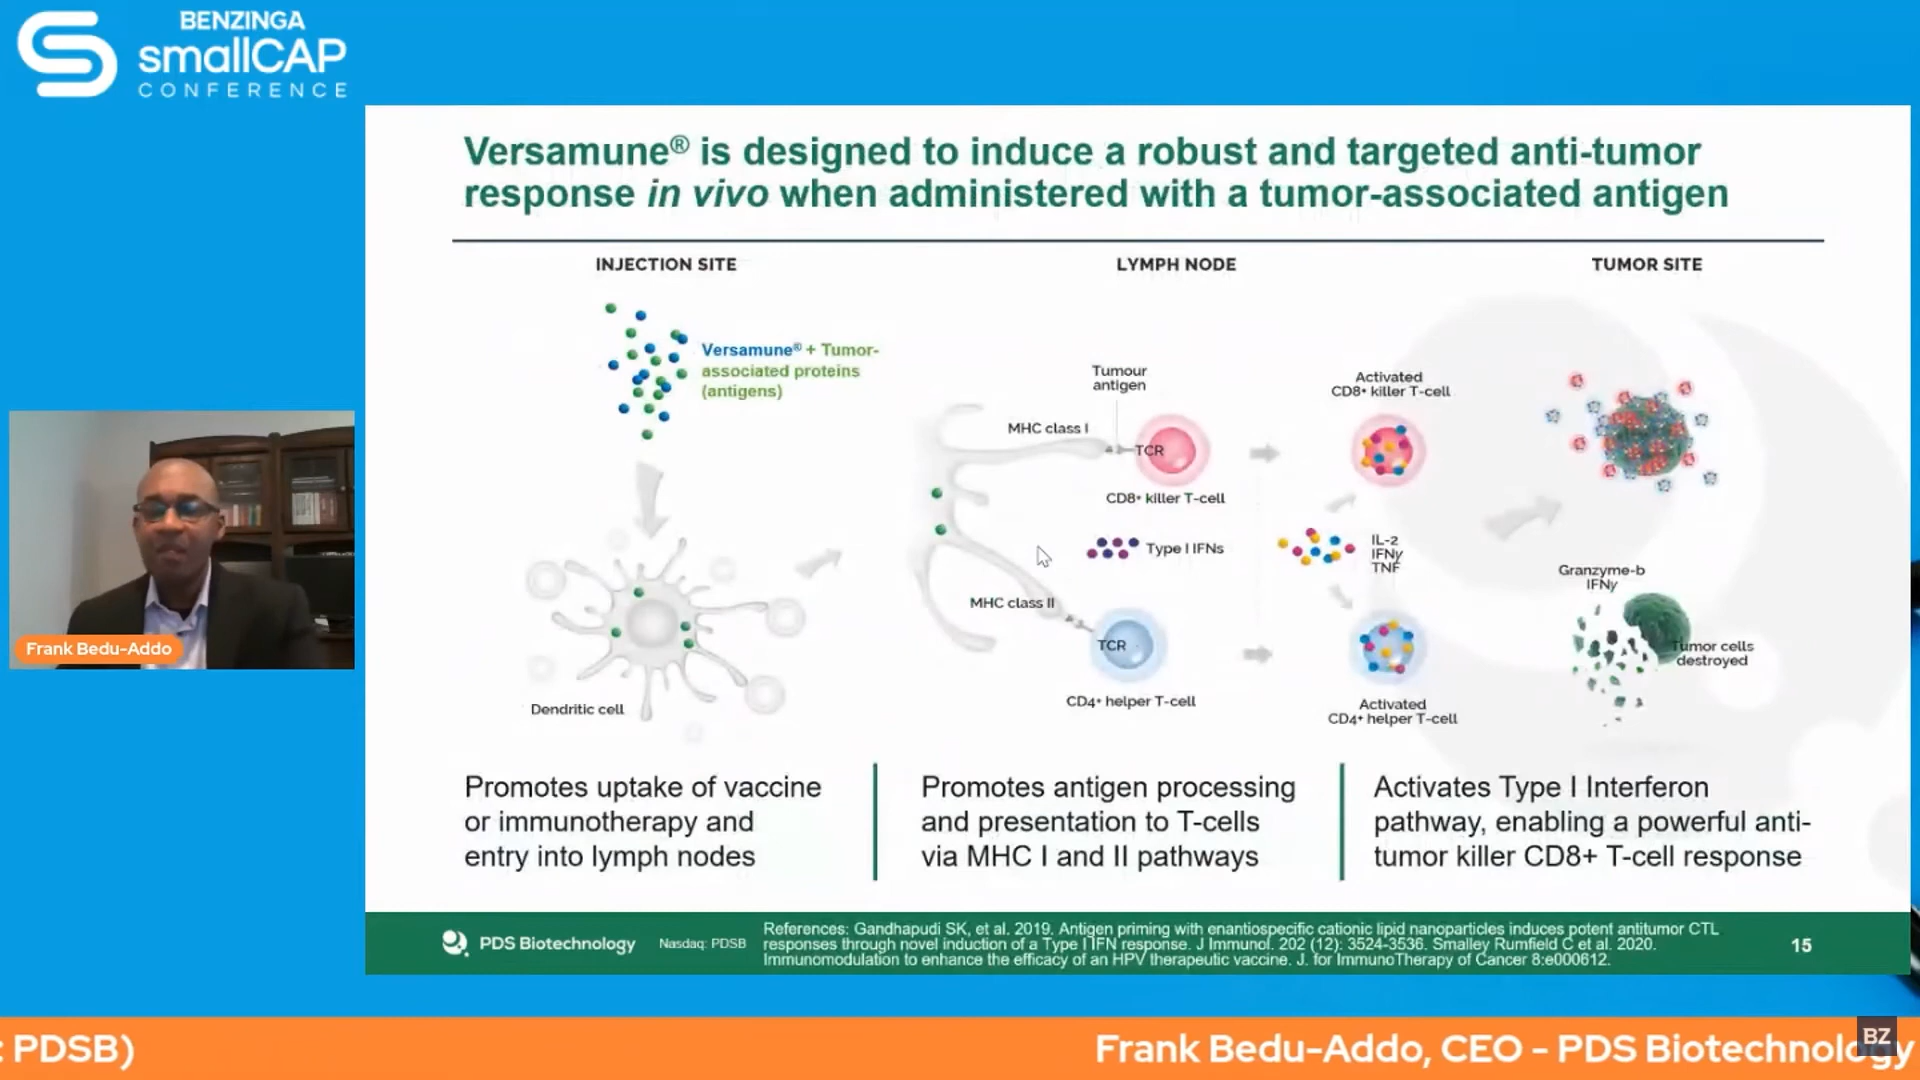 BENZINGA
smallCAP
CONFERENCE
Versamune® is designed to induce a robust and targeted anti-tumor
response in vivo when administered with a tumor-associated antigen
INJECTION SITE
LYMPH NODE
TUMOR SITE
Versamune® + Tumor-
associated proteins
(antigens)
Dendritic cell
Tumour
antigen
MHC class I
TCR
CD8+ killer T-cell
Type I IFNs
MHC class II
TCR
CD4+ helper T-cell
Activated
CD8+ killer T-cell
IL-2
IFNγ
TNF
Activated
CD4+ helper T-cell
Granzyme-b
IFNγ
Tumor cells
destroyed
Promotes uptake of vaccine
or immunotherapy and
entry into lymph nodes
Promotes antigen processing
and presentation to T-cells
via MHC I and II pathways
Activates Type I Interferon
pathway, enabling a powerful anti-
tumor killer CD8+ T-cell response
PDS Biotechnology
Nasdaq: PDSB
References: Gandhapudi SK, et al. 2019. Antigen priming with enantiospecific cationic lipid nanoparticles induces potent antitumor CTL
responses through novel induction of a Type I IFN response. J Immunol. 202 (12): 3524-3536. Smalley Rumfield C et al. 2020.
Immunomodulation to enhance the efficacy of an HPV therapeutic vaccine. J. for ImmunoTherapy of Cancer 8:e000612.
15
Frank Bedu-Addo
: PDSB)
Frank Bedu-Addo, CEO - PDS Biotechnology
BZ